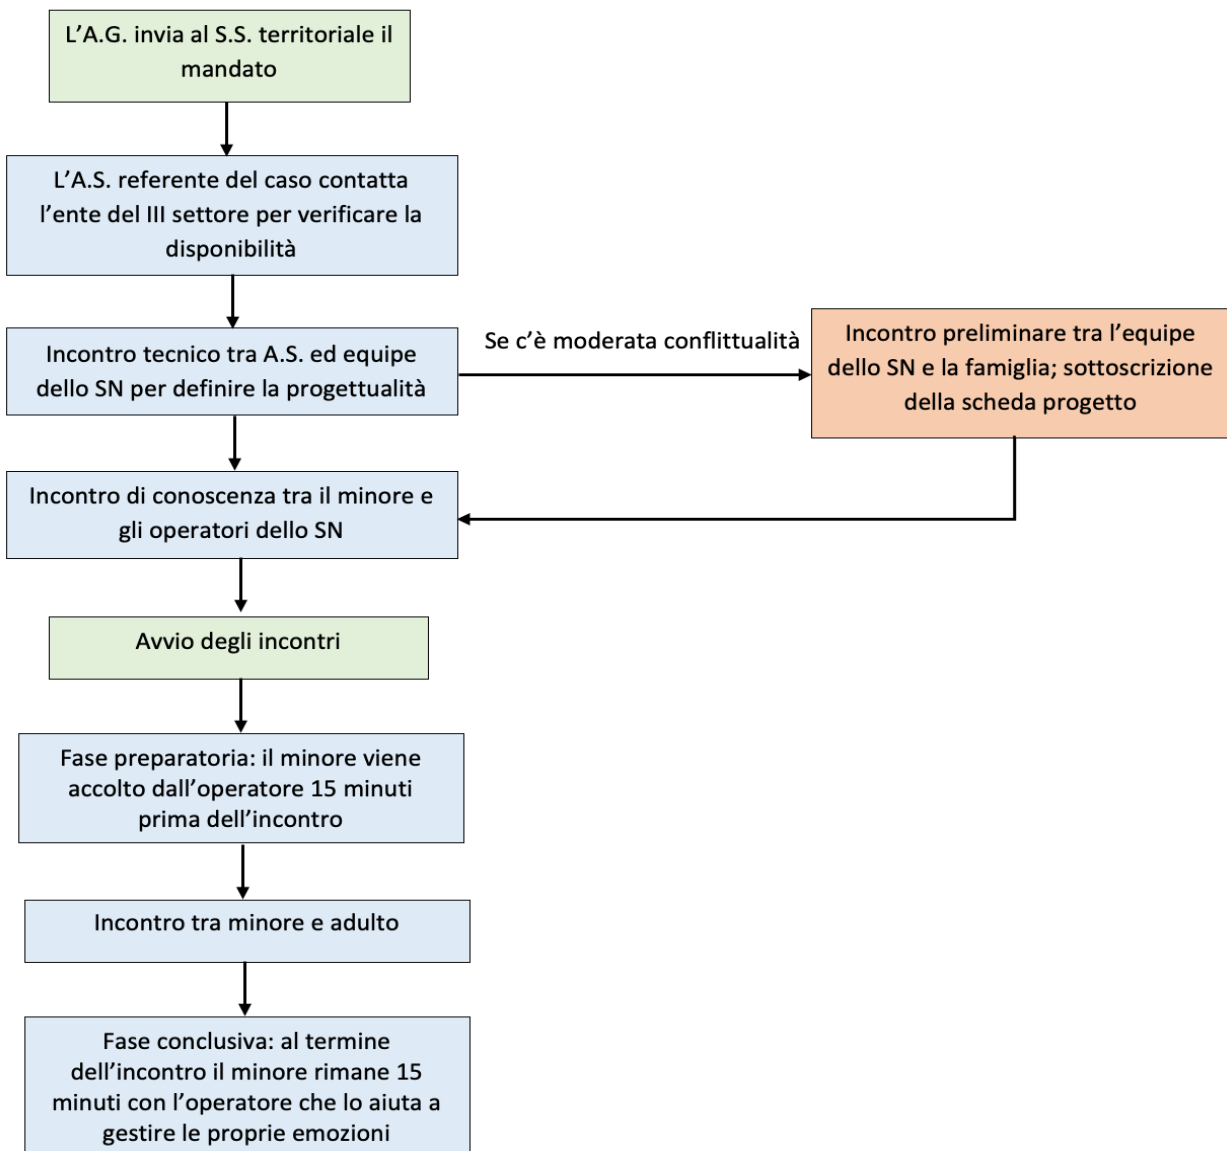 L’A.G. invia al S.S. territoriale il
mandato
L’A.S. referente del caso contatta
l’ente del III settore per verificare la
disponibilità
Incontro tecnico tra A.S. ed equipe
dello SN per definire la progettualità
Se c’è moderata conflittualità
Incontro preliminare tra l’equipe
dello SN e la famiglia; sottoscrizione
della scheda progetto
Incontro di conoscenza tra il minore e
gli operatori dello SN
Avvio degli incontri
Fase preparatoria: il minore viene
accolto dall’operatore 15 minuti
prima dell’incontro
Incontro tra minore e adulto
Fase conclusiva: al termine
dell’incontro il minore rimane 15
minuti con l’operatore che lo aiuta a
gestire le proprie emozioni